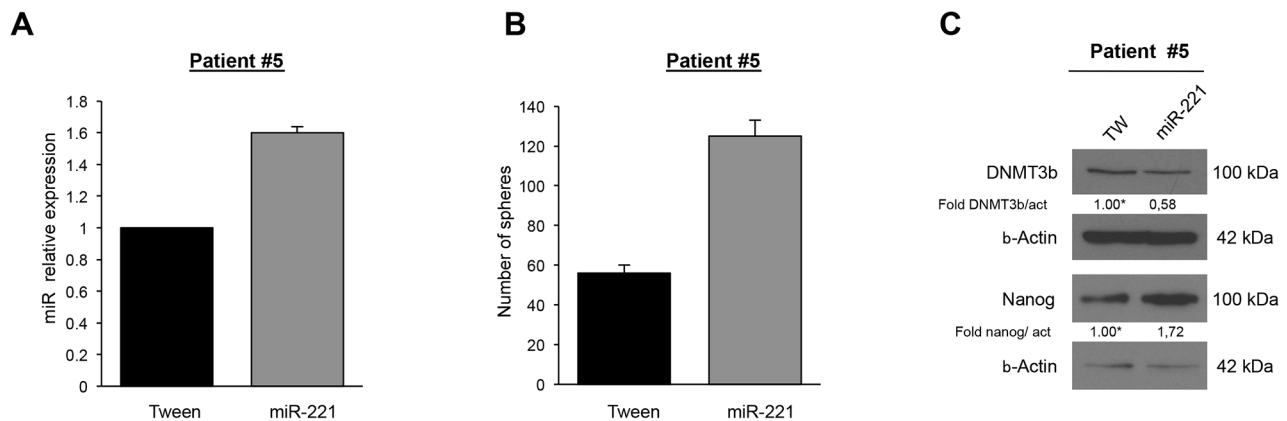 A
Patient #5
miR relative expression
1.8
1.6
1.4
1.2
1
0.8
0.6
0.4
0.2
0
Tween
miR-221
B
Patient #5
Number of spheres
140
120
100
80
60
40
20
0
Tween
miR-221
C
Patient #5
TW
miR-221
DNMT3b
100 kDa
Fold DNMT3b/act
1.00*
0,58
b-Actin
42 kDa
Nanog
100 kDa
Fold nanog/ act
1.00*
1,72
b-Actin
42 kDa